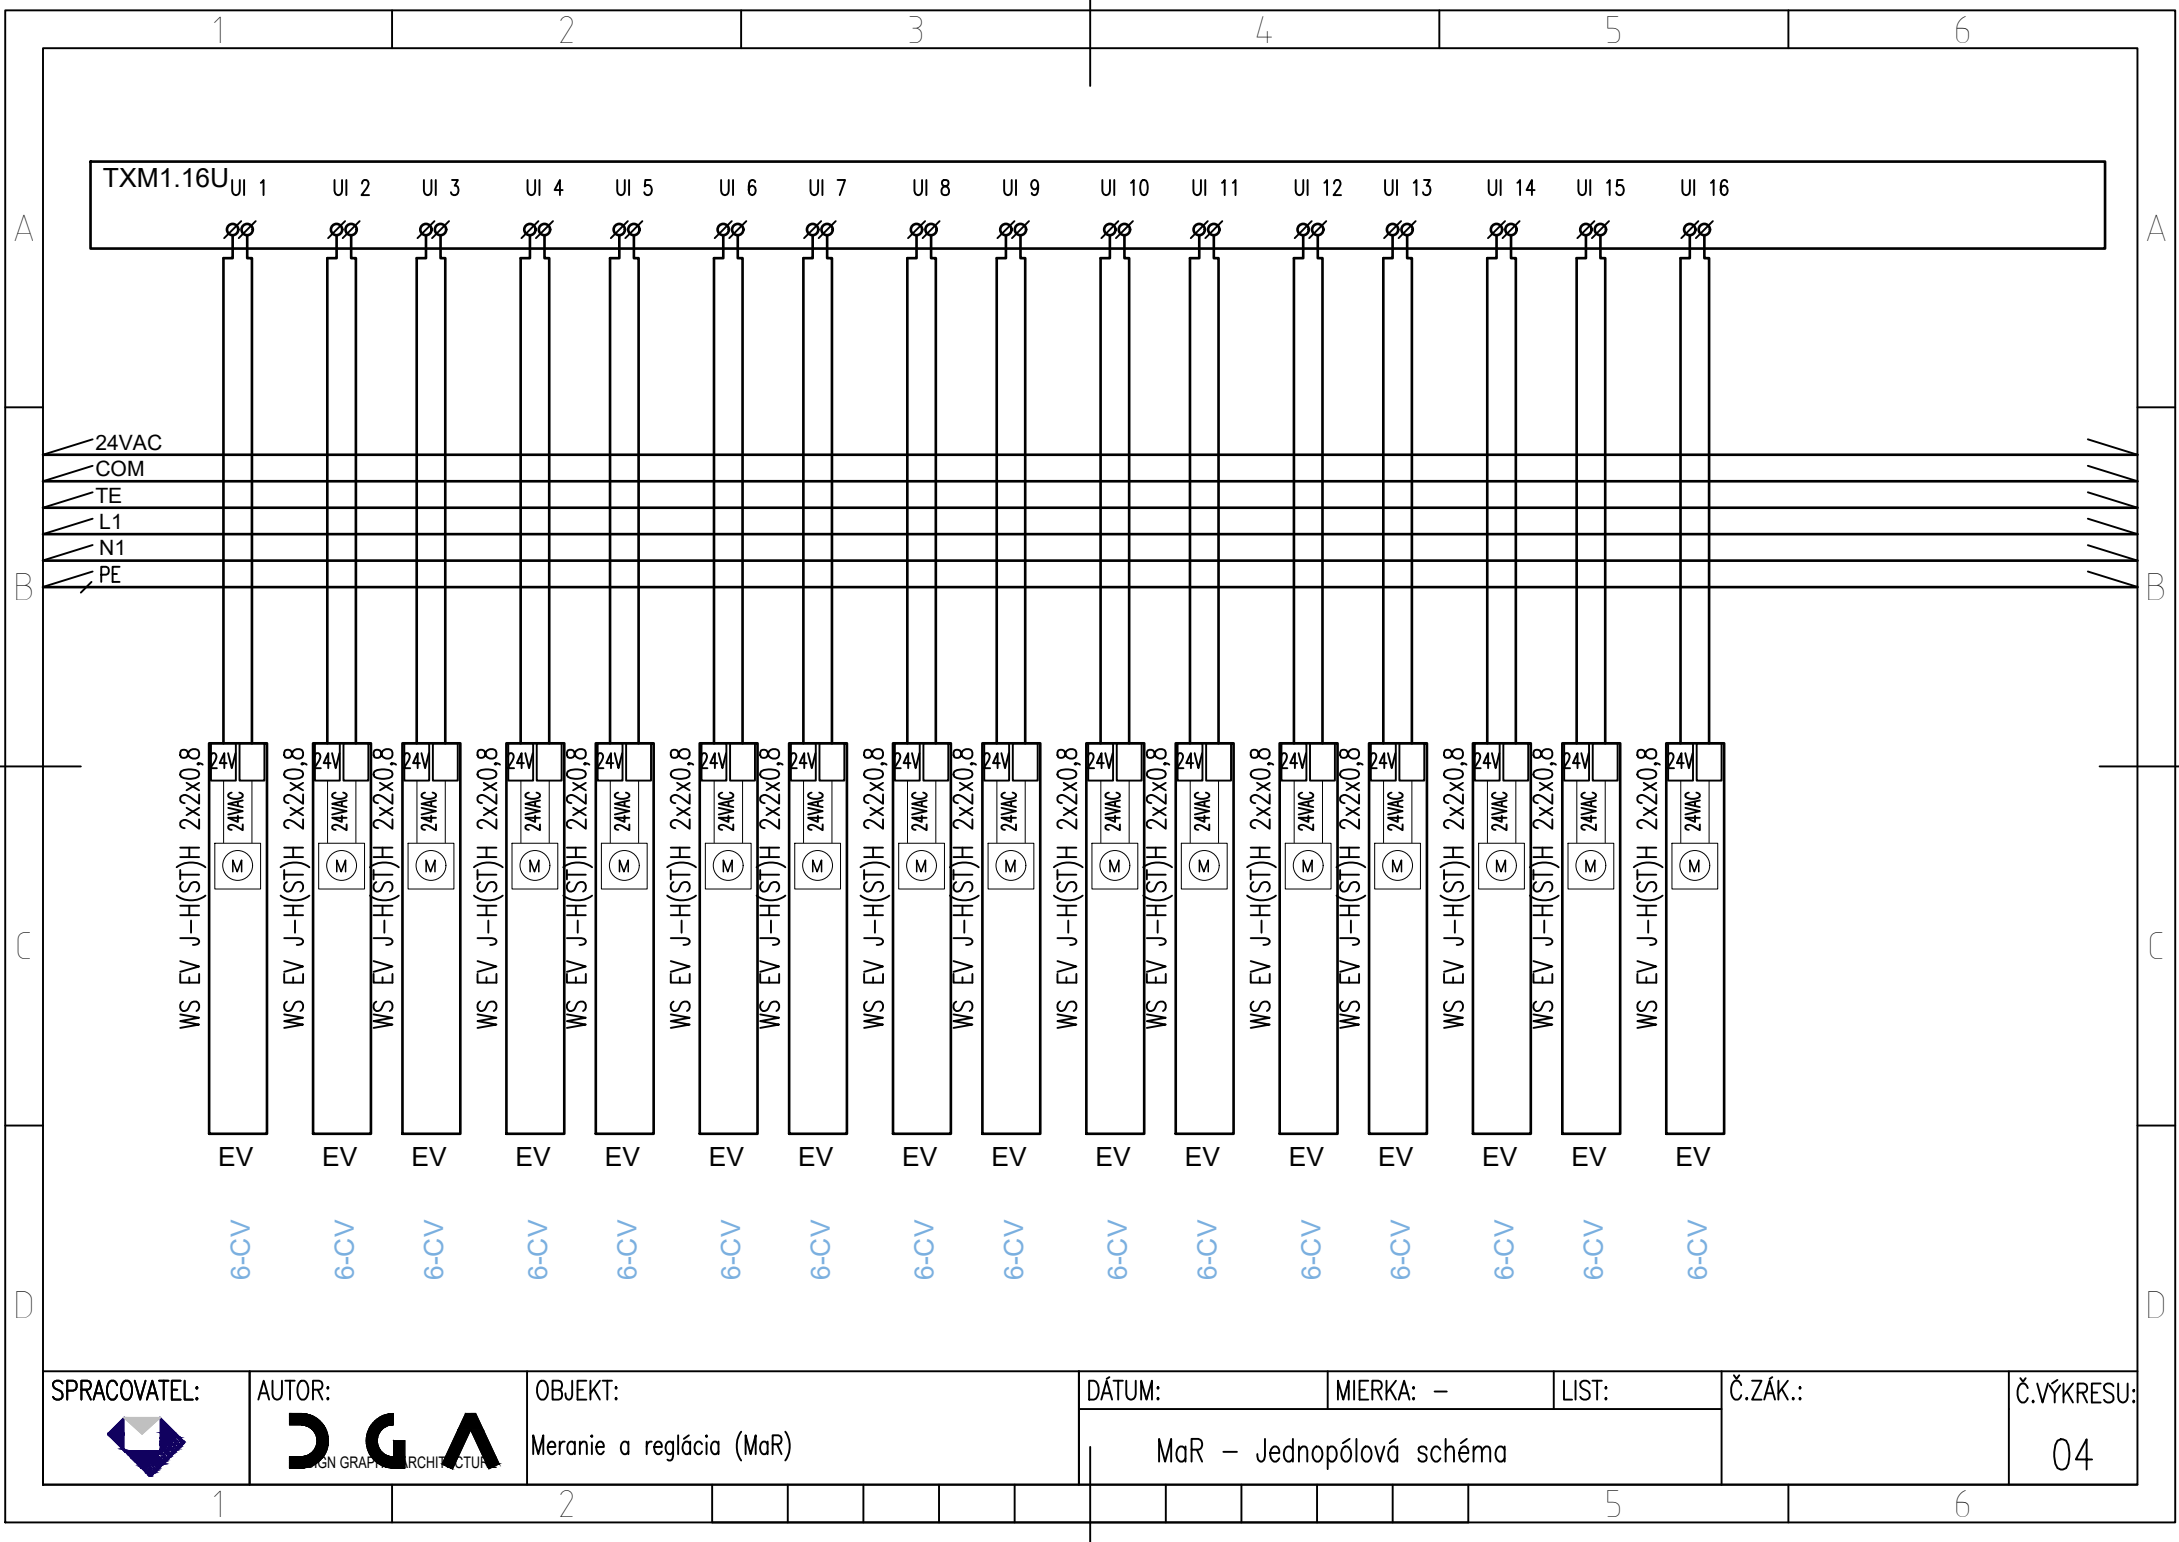 1 2 3 4 5 6
TXM1.16U
UI 1 UI 2 UI 3 UI 4 UI 5 UI 6 UI 7 UI 8 UI 9 UI 10 UI 11 UI 12 UI 13 UI 14 UI 15 UI 16
A A
24VAC
COM
TE
L1
N1
PE
B B
WS EV J-H(ST)H 2x2x0,8 WS EV J-H(ST)H 2x2x0,8 WS EV J-H(ST)H 2x2x0,8 WS EV J-H(ST)H 2x2x0,8 WS EV J-H(ST)H 2x2x0,8 WS EV J-H(ST)H 2x2x0,8 WS EV J-H(ST)H 2x2x0,8 WS EV J-H(ST)H 2x2x0,8 WS EV J-H(ST)H 2x2x0,8 WS EV J-H(ST)H 2x2x0,8 WS EV J-H(ST)H 2x2x0,8 WS EV J-H(ST)H 2x2x0,8 WS EV J-H(ST)H 2x2x0,8 WS EV J-H(ST)H 2x2x0,8 WS EV J-H(ST)H 2x2x0,8 WS EV J-H(ST)H 2x2x0,8
24V 24V 24V 24V 24V 24V 24V 24V 24V 24V 24V 24V 24V 24V 24V 24V
24VAC 24VAC 24VAC 24VAC 24VAC 24VAC 24VAC 24VAC 24VAC 24VAC 24VAC 24VAC 24VAC 24VAC 24VAC 24VAC
M M M M M M M M M M M M M M M M
C C
EV EV EV EV EV EV EV EV EV EV EV EV EV EV EV EV
6-CV 6-CV 6-CV 6-CV 6-CV 6-CV 6-CV 6-CV 6-CV 6-CV 6-CV 6-CV 6-CV 6-CV 6-CV 6-CV
D D
SPRACOVATEL: AUTOR: OBJEKT: DÁTUM: MIERKA: - LIST: Č.ZÁK.: Č.VÝKRESU:
DGA
Meranie a reglácia (MaR)
MaR - Jednopólová schéma
04
1 2 5 6